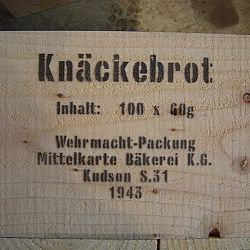 Knäckebrot
Inhalt: 100 x 60g
Wehrmacht-Packung
Mittelkarte Bäkerei K.G.
Kudson S.31
1943